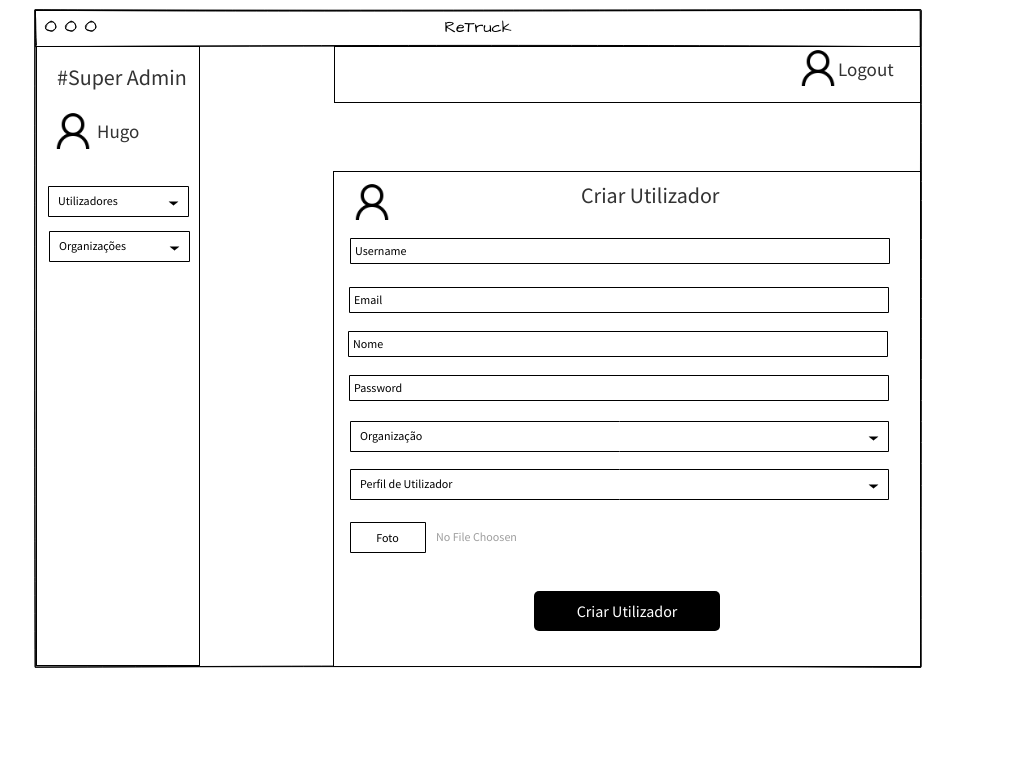 ReTruck
#Super Admin
Hugo
Utilizadores
Organizações
Logout
Criar Utilizador
Username
Email
Nome
Password
Organização
Perfil de Utilizador
Foto
No File Choosen
Criar Utilizador